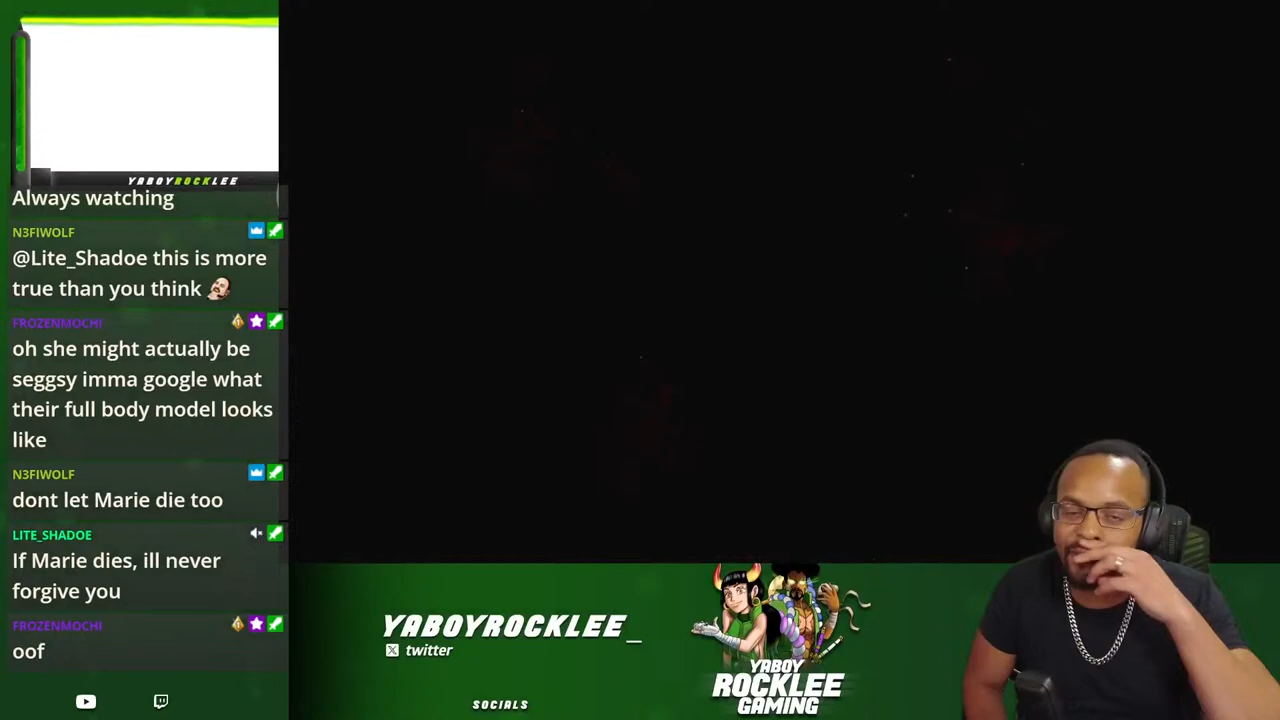 YABOYROCKLEE
Always watching
N3FIWOLF
@Lite_Shadoe this is more
true than you think
FROZENMOCHI
oh she might actually be
seggsy imma google what
their full body model looks
like
N3FIWOLF
dont let Marie die too
LITE_SHADOE
If Marie dies, ill never
forgive you
FROZENMOCHI
oof
YABOYROCKLEE_
twitter
SOCIALS
YABOY
ROCKLEE
GAMING